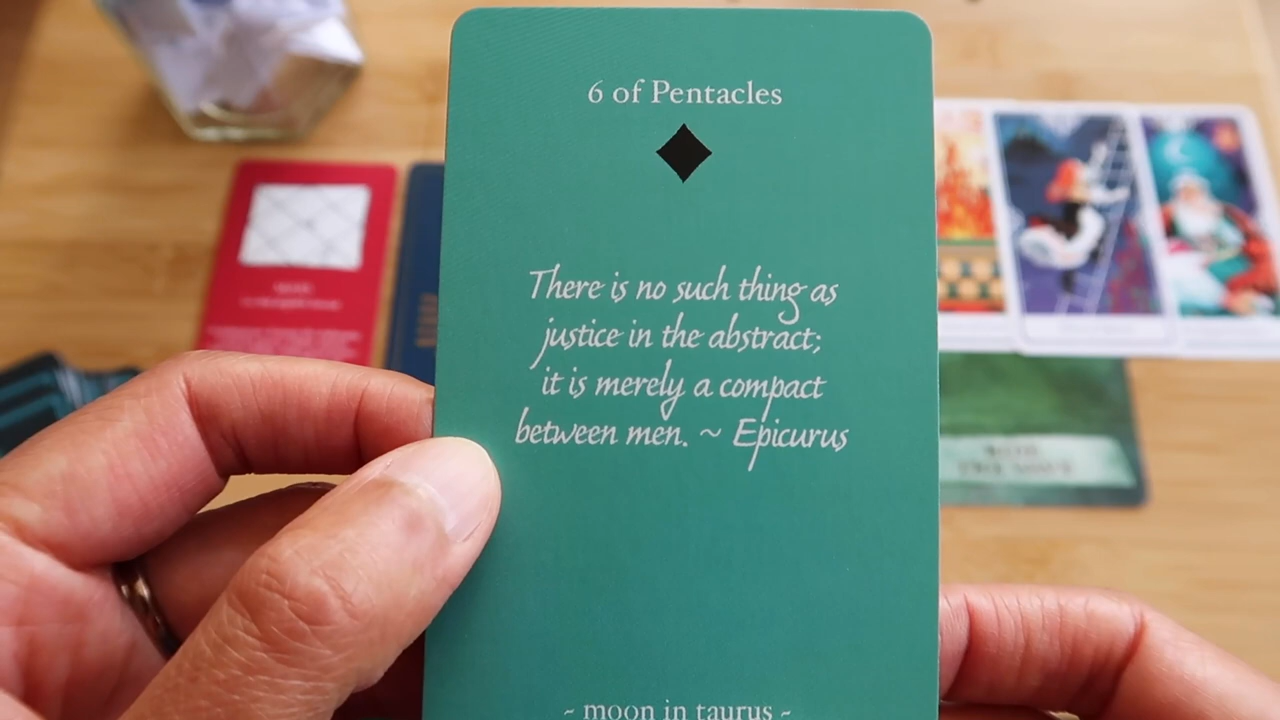 6 of Pentacles
There is no such thing as
justice in the abstract;
it is merely a compact
between men. ~ Epicurus
~ moon in taurus ~